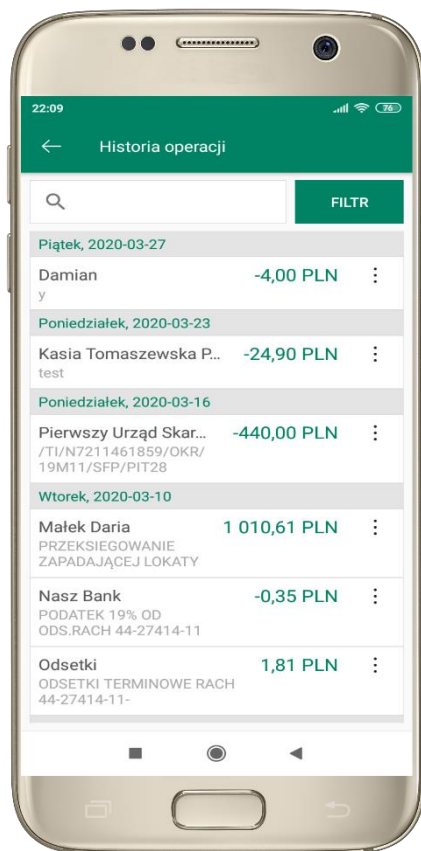 22:09
76
Historia operacji
FILTR
Piątek, 2020-03-27
Damian -4,00 PLN
y
Poniedziałek, 2020-03-23
Kasia Tomaszewska P... -24,90 PLN
test
Poniedziałek, 2020-03-16
Pierwszy Urząd Skar... -440,00 PLN
/TI/N7211461859/OKR/
19M11/SFP/PIT28
Wtorek, 2020-03-10
Małek Daria 1 010,61 PLN
PRZEKSIEGOWANIE
ZAPADAJĄCEJ LOKATY
Nasz Bank -0,35 PLN
PODATEK 19% OD
ODS.RACH 44-27414-11
Odsetki 1,81 PLN
ODSETKI TERMINOWE RACH
44-27414-11-